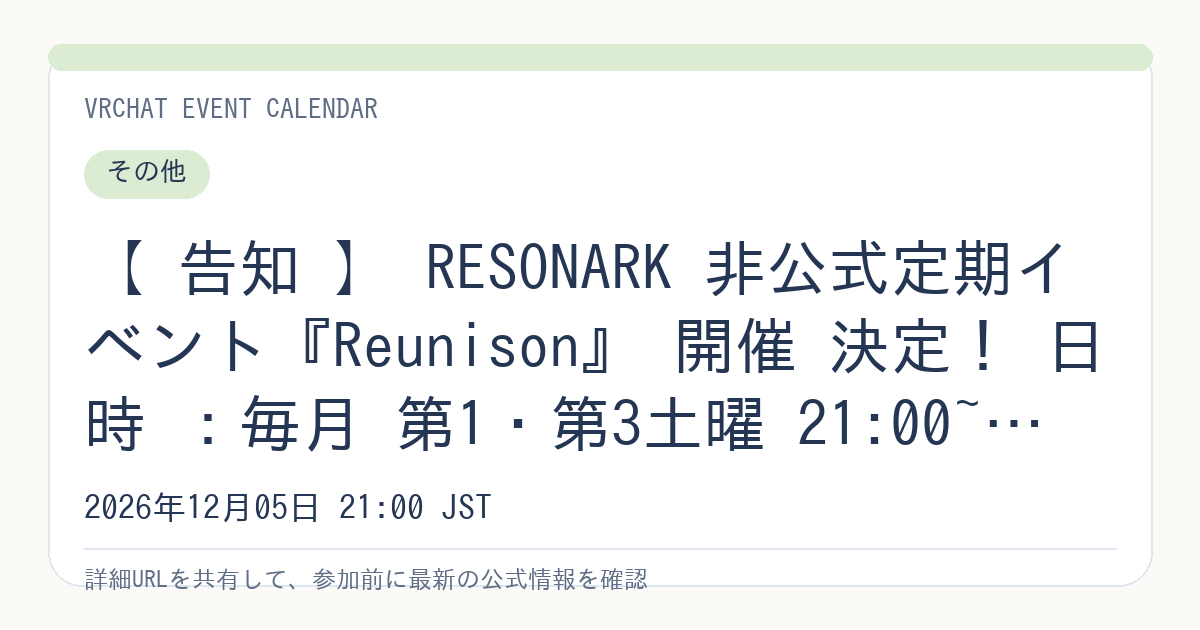 VRCHAT EVENT CALENDAR
その他
【 告知 】 RESONARK 非公式定期イ
ベント『Reunison』 開催 決定！ 日
時 ：毎月 第1・第3土曜 21:00~…
2026年12月05日 21:00 JST
詳細URLを共有して、参加前に最新の公式情報を確認